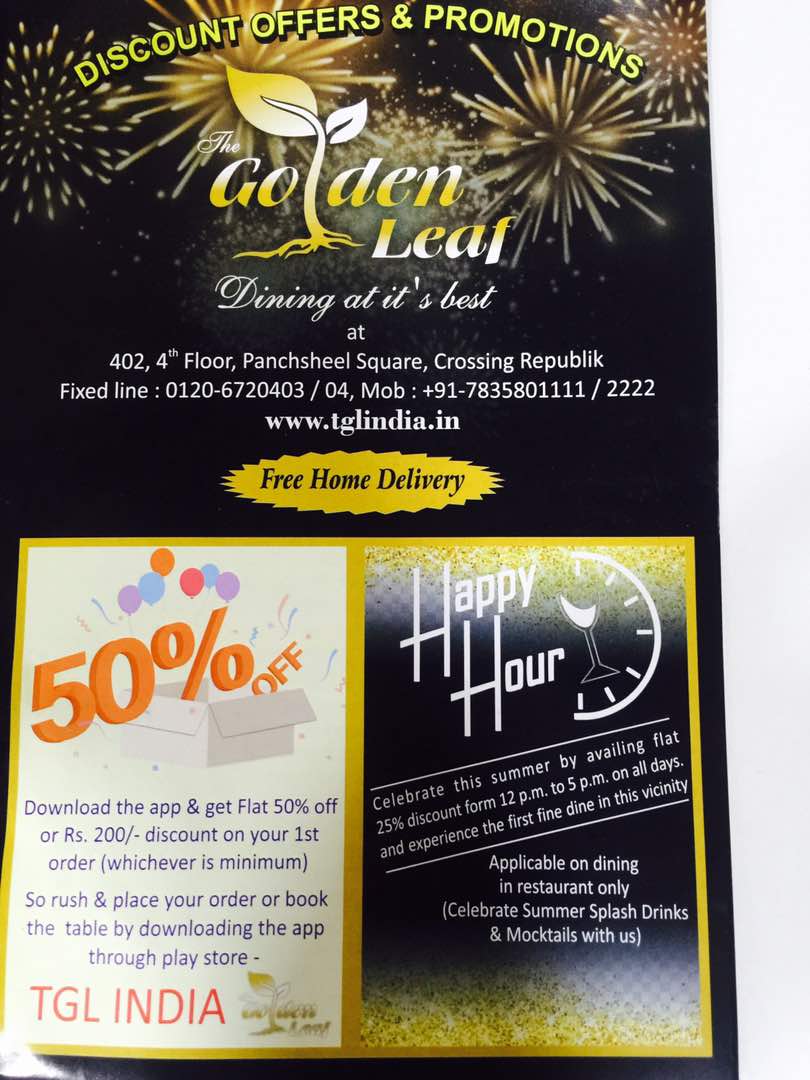 DISCOUNT OFFERS & PROMOTIONS
The
Golden
Leaf
Dining at it's best
at
402, 4th Floor, Panchsheel Square, Crossing Republik
Fixed line : 0120-6720403 / 04, Mob : +91-7835801111 / 2222
www.tglindia.in
Free Home Delivery
50% OFF
Download the app & get Flat 50% off
or Rs. 200/- discount on your 1st
order (whichever is minimum)
So rush & place your order or book
the table by downloading the app
through play store -
TGL INDIA
Golden
Leaf
Happy
Hour
Celebrate this summer by availing flat
25% discount form 12 p.m. to 5 p.m. on all days.
and experience the first fine dine in this vicinity
Applicable on dining
in restaurant only
(Celebrate Summer Splash Drinks
& Mocktails with us)